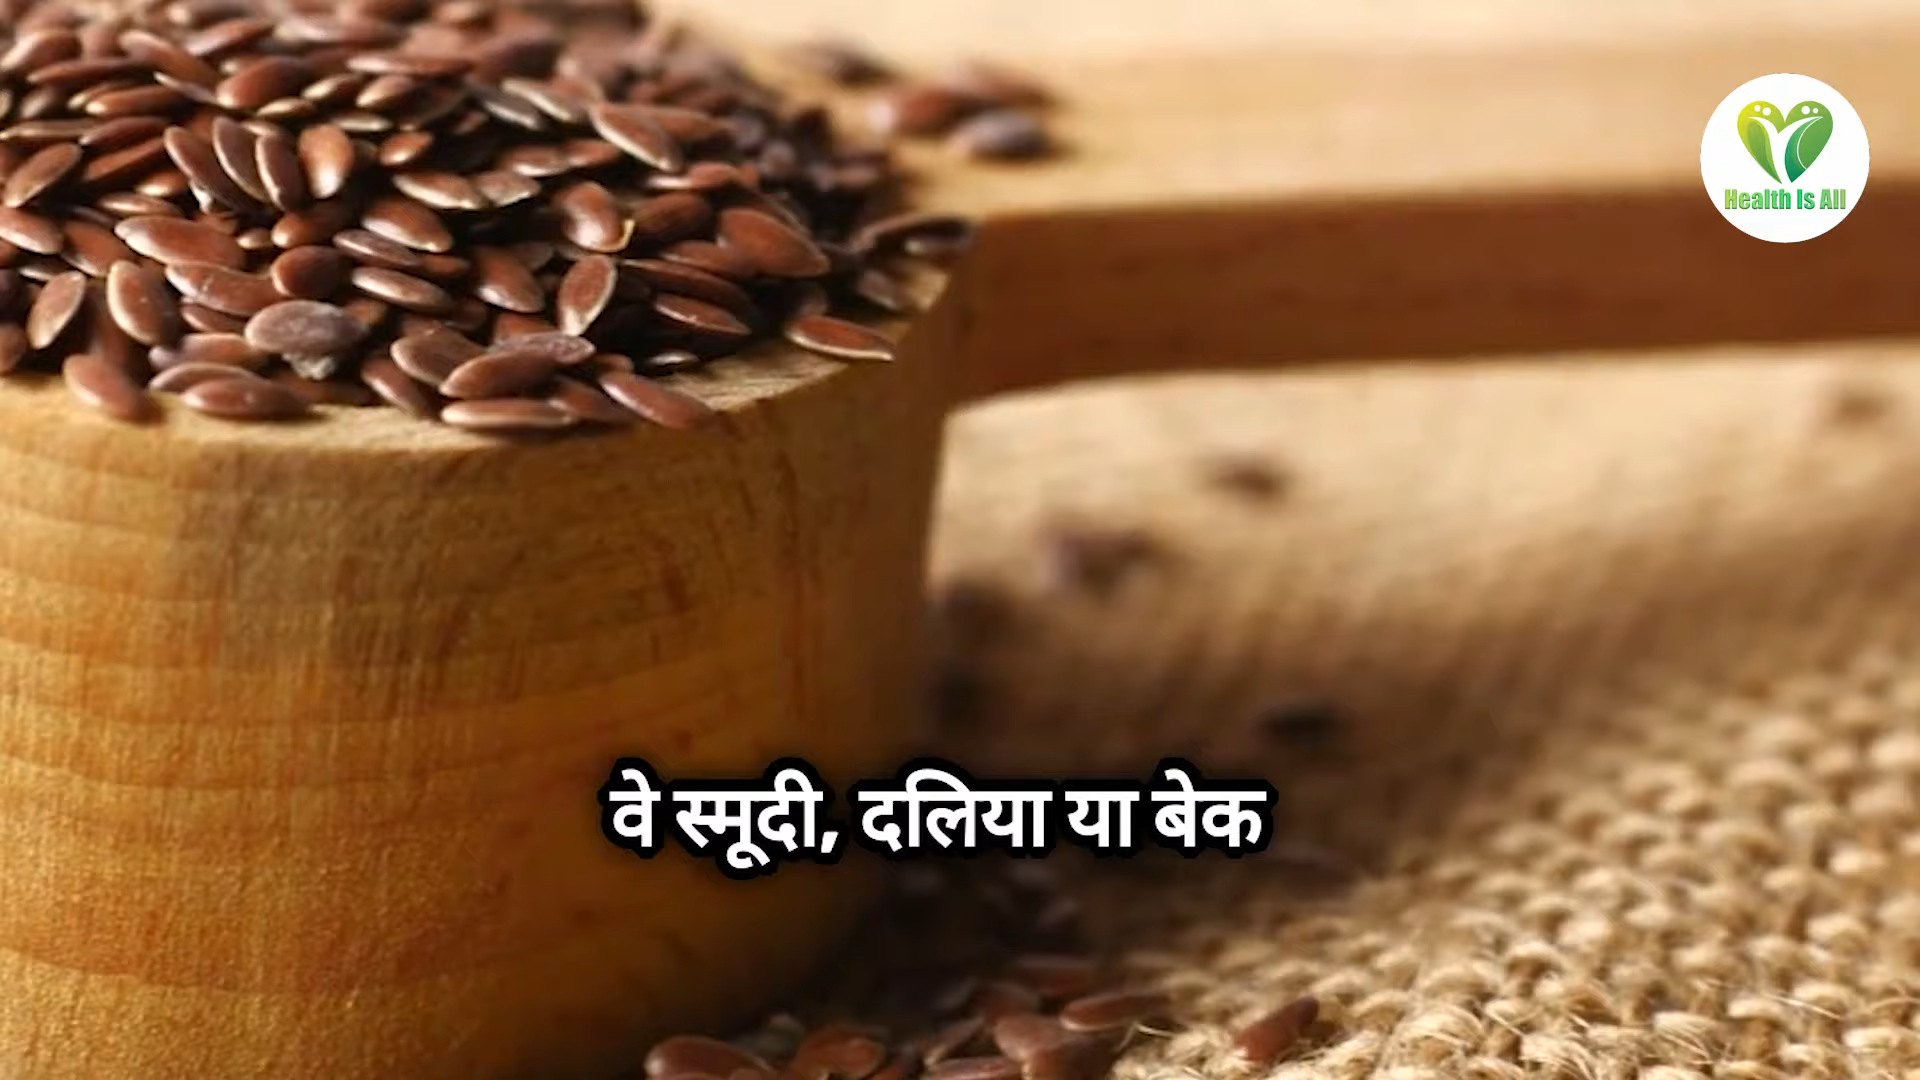 Health Is All
वे स्मूदी, दलिया या बेक